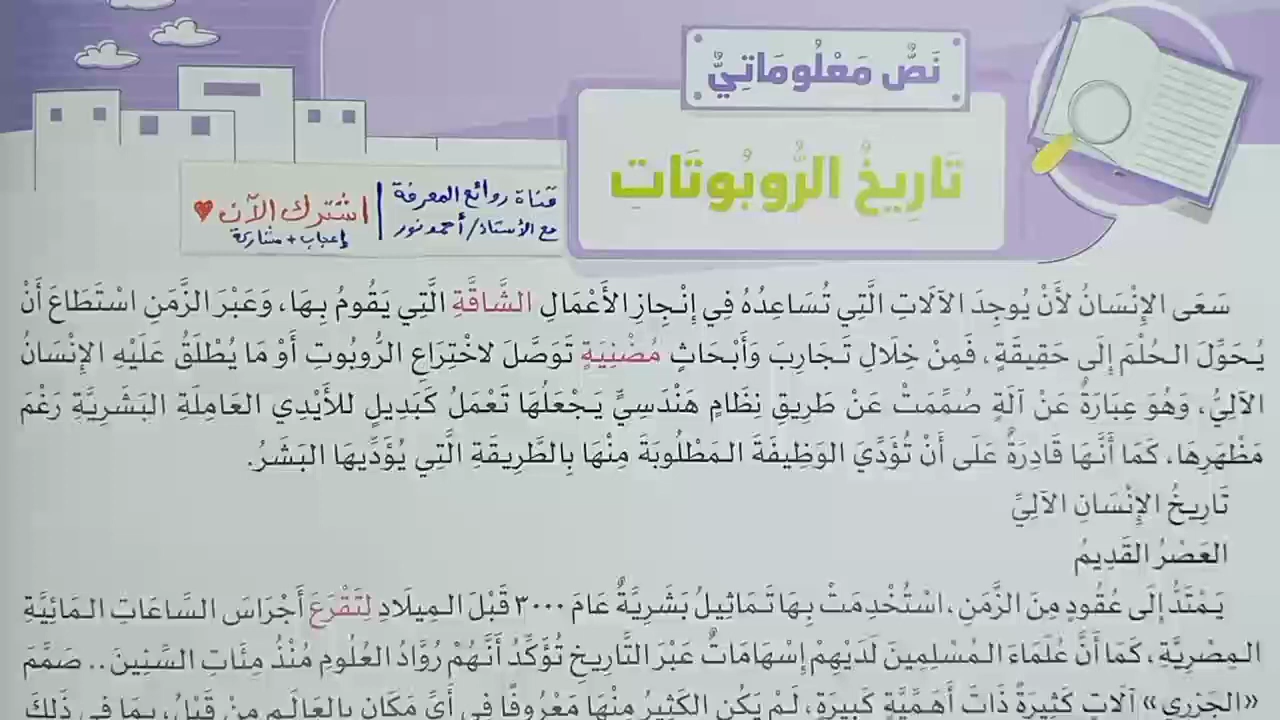 نَصٌّ مَعْلُومَاتِيٌّ
تَارِيخُ الرُّوبُوتَاتِ
قناة روائع المعرفة
مع الأستاذ/ أحمد نور
اشترك الآن ♥
إعجاب + مشاركة
سَعَى الإِنْسَانُ لأَنْ يُوجِدَ الآلَاتِ الَّتِي تُسَاعِدُهُ فِي إِنْجَازِ الأَعْمَالِ الشَّاقَّةِ الَّتِي يَقُومُ بِهَا، وَعَبْرَ الزَّمَنِ اسْتَطَاعَ أَنْ
يُحَوِّلَ الحُلْمَ إِلَى حَقِيقَةٍ، فَمِنْ خِلَالِ تَجَارِبَ وَأَبْحَاثٍ مُضْنِيَةٍ تَوَصَّلَ لاخْتِرَاعِ الرُّوبُوتِ أَوْ مَا يُطْلَقُ عَلَيْهِ الإِنْسَانُ
الآلِيُّ، وَهُوَ عِبَارَةٌ عَنْ آلَةٍ صُمِّمَتْ عَنْ طَرِيقِ نِظَامٍ هَنْدَسِيٍّ يَجْعَلُهَا تَعْمَلُ كَبَدِيلٍ للأَيْدِي العَامِلَةِ البَشَرِيَّةِ رَغْمَ
مَظْهَرِهَا، كَمَا أَنَّهَا قَادِرَةٌ عَلَى أَنْ تُؤَدِّيَ الوَظِيفَةَ المَطْلُوبَةَ مِنْهَا بِالطَّرِيقَةِ الَّتِي يُؤَدِّيهَا البَشَرُ.
تَارِيخُ الإِنْسَانِ الآلِيِّ
العَصْرُ القَدِيمُ
يَمْتَدُّ إِلَى عُقُودٍ مِنَ الزَّمَنِ، اسْتُخْدِمَتْ بِهَا تَمَاثِيلُ بَشَرِيَّةٌ عَامَ ٣٠٠٠ قَبْلَ المِيلَادِ لِتَقْرَعَ أَجْرَاسَ السَّاعَاتِ المَائِيَّةِ
المِصْرِيَّةِ، كَمَا أَنَّ عُلَمَاءَ المُسْلِمِينَ لَدَيْهِمْ إِسْهَامَاتٌ عَبْرَ التَّارِيخِ تُؤَكِّدُ أَنَّهُمْ رُوَّادُ العُلُومِ مُنْذُ مِئَاتِ السِّنِينَ.. صَمَّمَ
«الجَزَرِي» آلَاتٍ كَثِيرَةً ذَاتَ أَهَمِّيَّةٍ كَبِيرَةٍ، لَمْ يَكُنِ الكَثِيرُ مِنْهَا مَعْرُوفًا فِي أَيِّ مَكَانٍ بِالعَالَمِ مِنْ قَبْلُ، بِمَا فِي ذَلِكَ